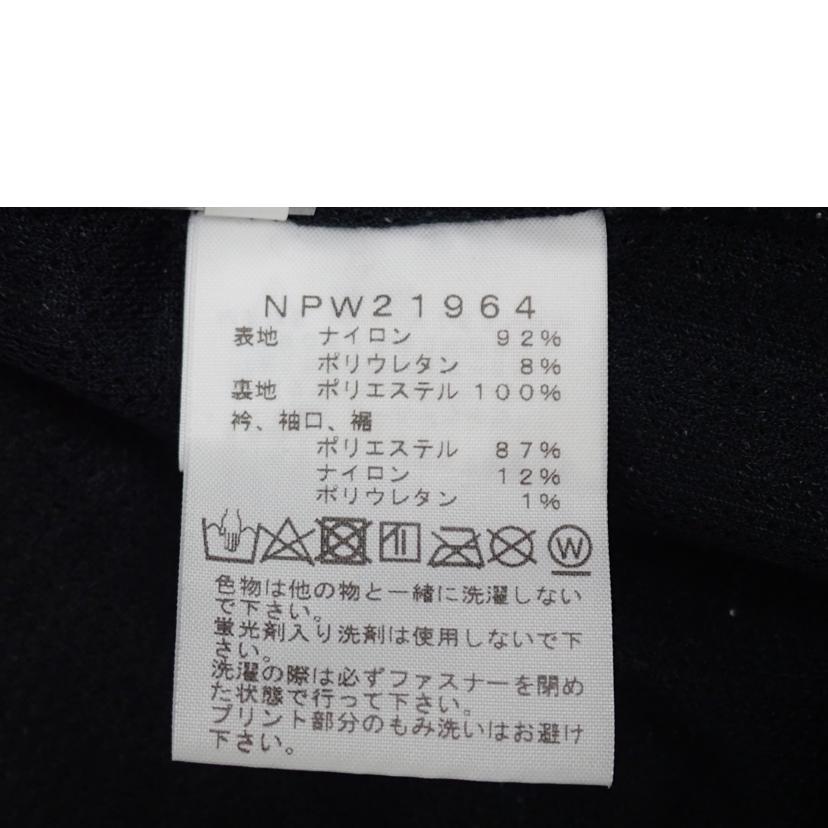 NPW21964
表地 ナイロン 92%
ポリウレタン 8%
裏地 ポリエステル 100%
衿、袖口、裾
ポリエステル 87%
ナイロン 12%
ポリウレタン 1%
W
色物は他の物と一緒に洗濯しない
で下さい。
蛍光剤入り洗剤は使用しないで下
さい。
洗濯の際は必ずファスナーを閉め
た状態で行って下さい。
プリント部分のもみ洗いはお避け
下さい。